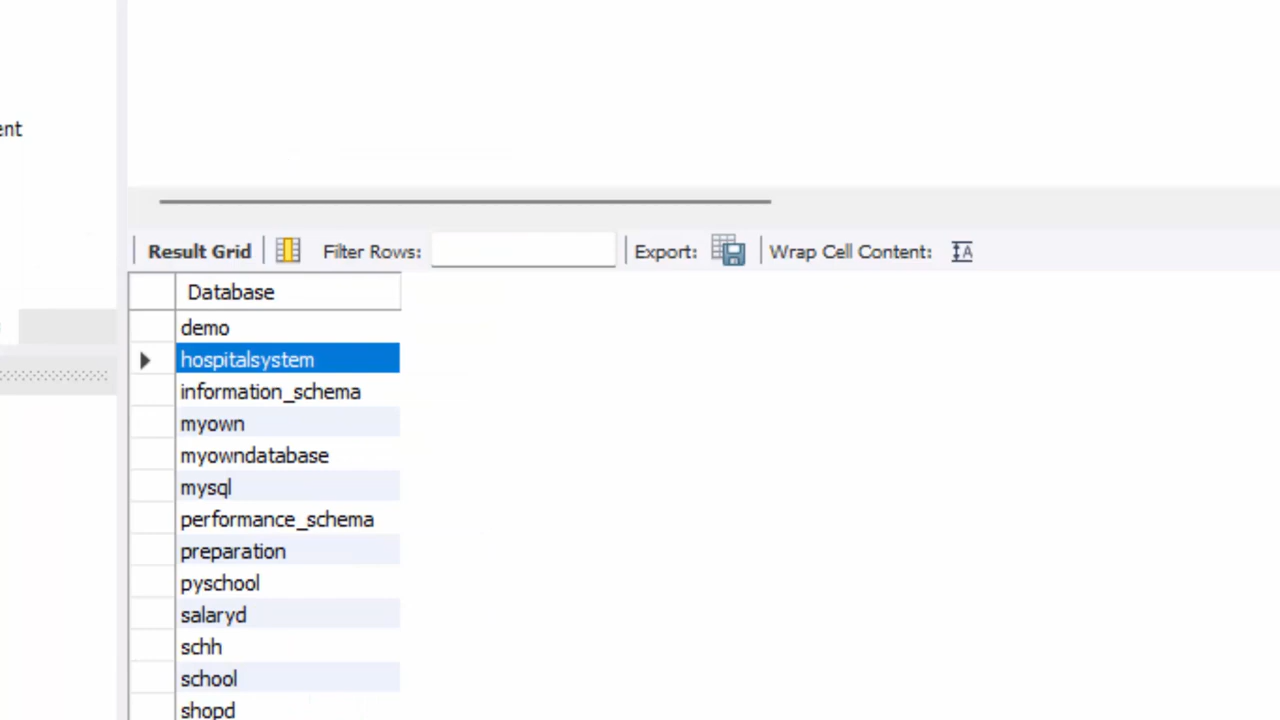 ent
Result Grid Filter Rows: Export: Wrap Cell Content:
Database
demo
hospitalsystem
information_schema
myown
myowndatabase
mysql
performance_schema
preparation
pyschool
salaryd
schh
school
shopd